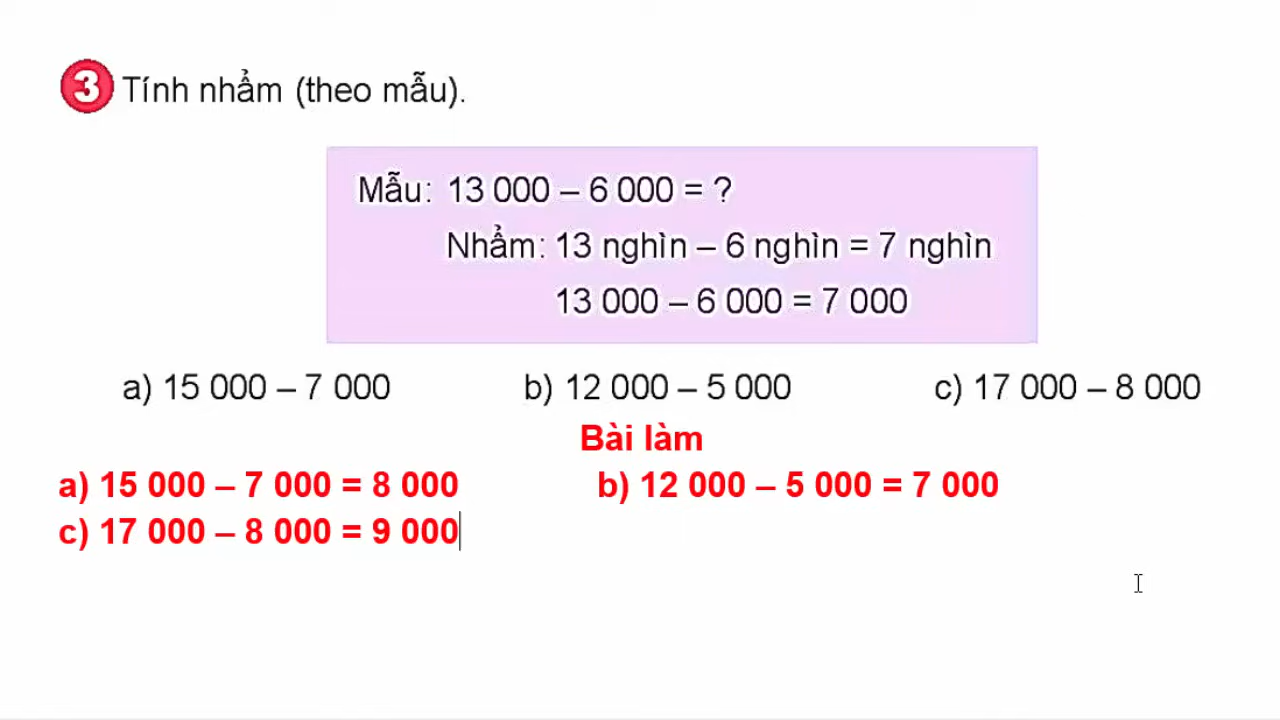 3 Tính nhẩm (theo mẫu).
Mẫu: 13 000 – 6 000 = ?
Nhẩm: 13 nghìn – 6 nghìn = 7 nghìn
13 000 – 6 000 = 7 000
a) 15 000 – 7 000 b) 12 000 – 5 000 c) 17 000 – 8 000
Bài làm
a) 15 000 – 7 000 = 8 000 b) 12 000 – 5 000 = 7 000
c) 17 000 – 8 000 = 9 000